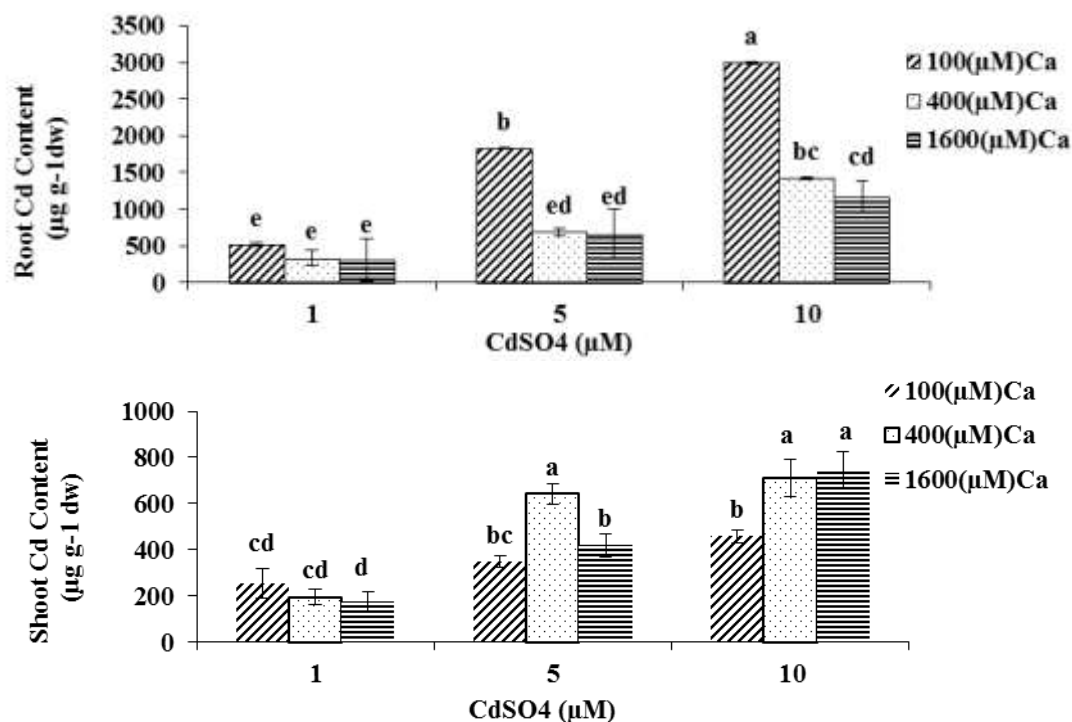 3500
3000
2500
2000
1500
1000
500
0
Root Cd Content
(µg g-1dw)
e
e
e
b
ed
ed
a
bc
cd
100(µM)Ca
400(µM)Ca
1600(µM)Ca
1
5
10
CdSO4 (µM)
1000
800
600
400
200
0
Shoot Cd Content
(µg g-1 dw)
cd
cd
d
bc
a
b
b
a
a
100(µM)Ca
400(µM)Ca
1600(µM)Ca
1
5
10
CdSO4 (µM)